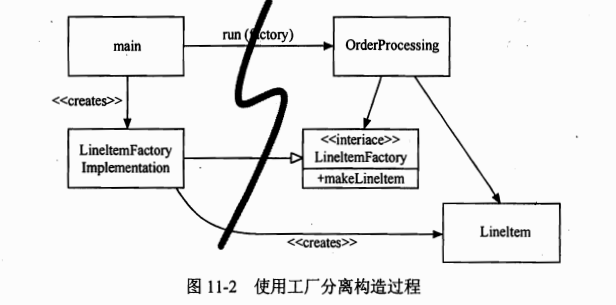 main
run (factory)
OrderProcessing
<<creates>>
LineItemFactory
Implementation
<<interiace>>
LineItemFactory
+makeLineItem
<<creates>>
LineItem
图 11-2 使用工厂分离构造过程